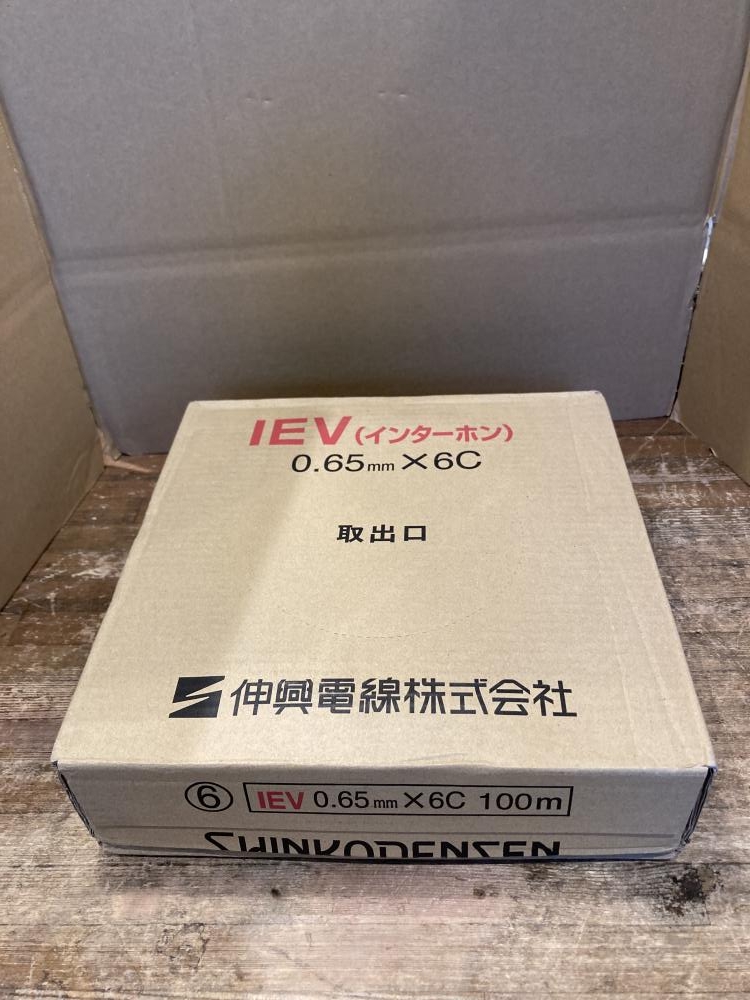 IEV(インターホン)
0.65mm×6C
取出口
伸興電線株式会社
⑥ IEV 0.65mm×6C 100m
SHINKODENSEN